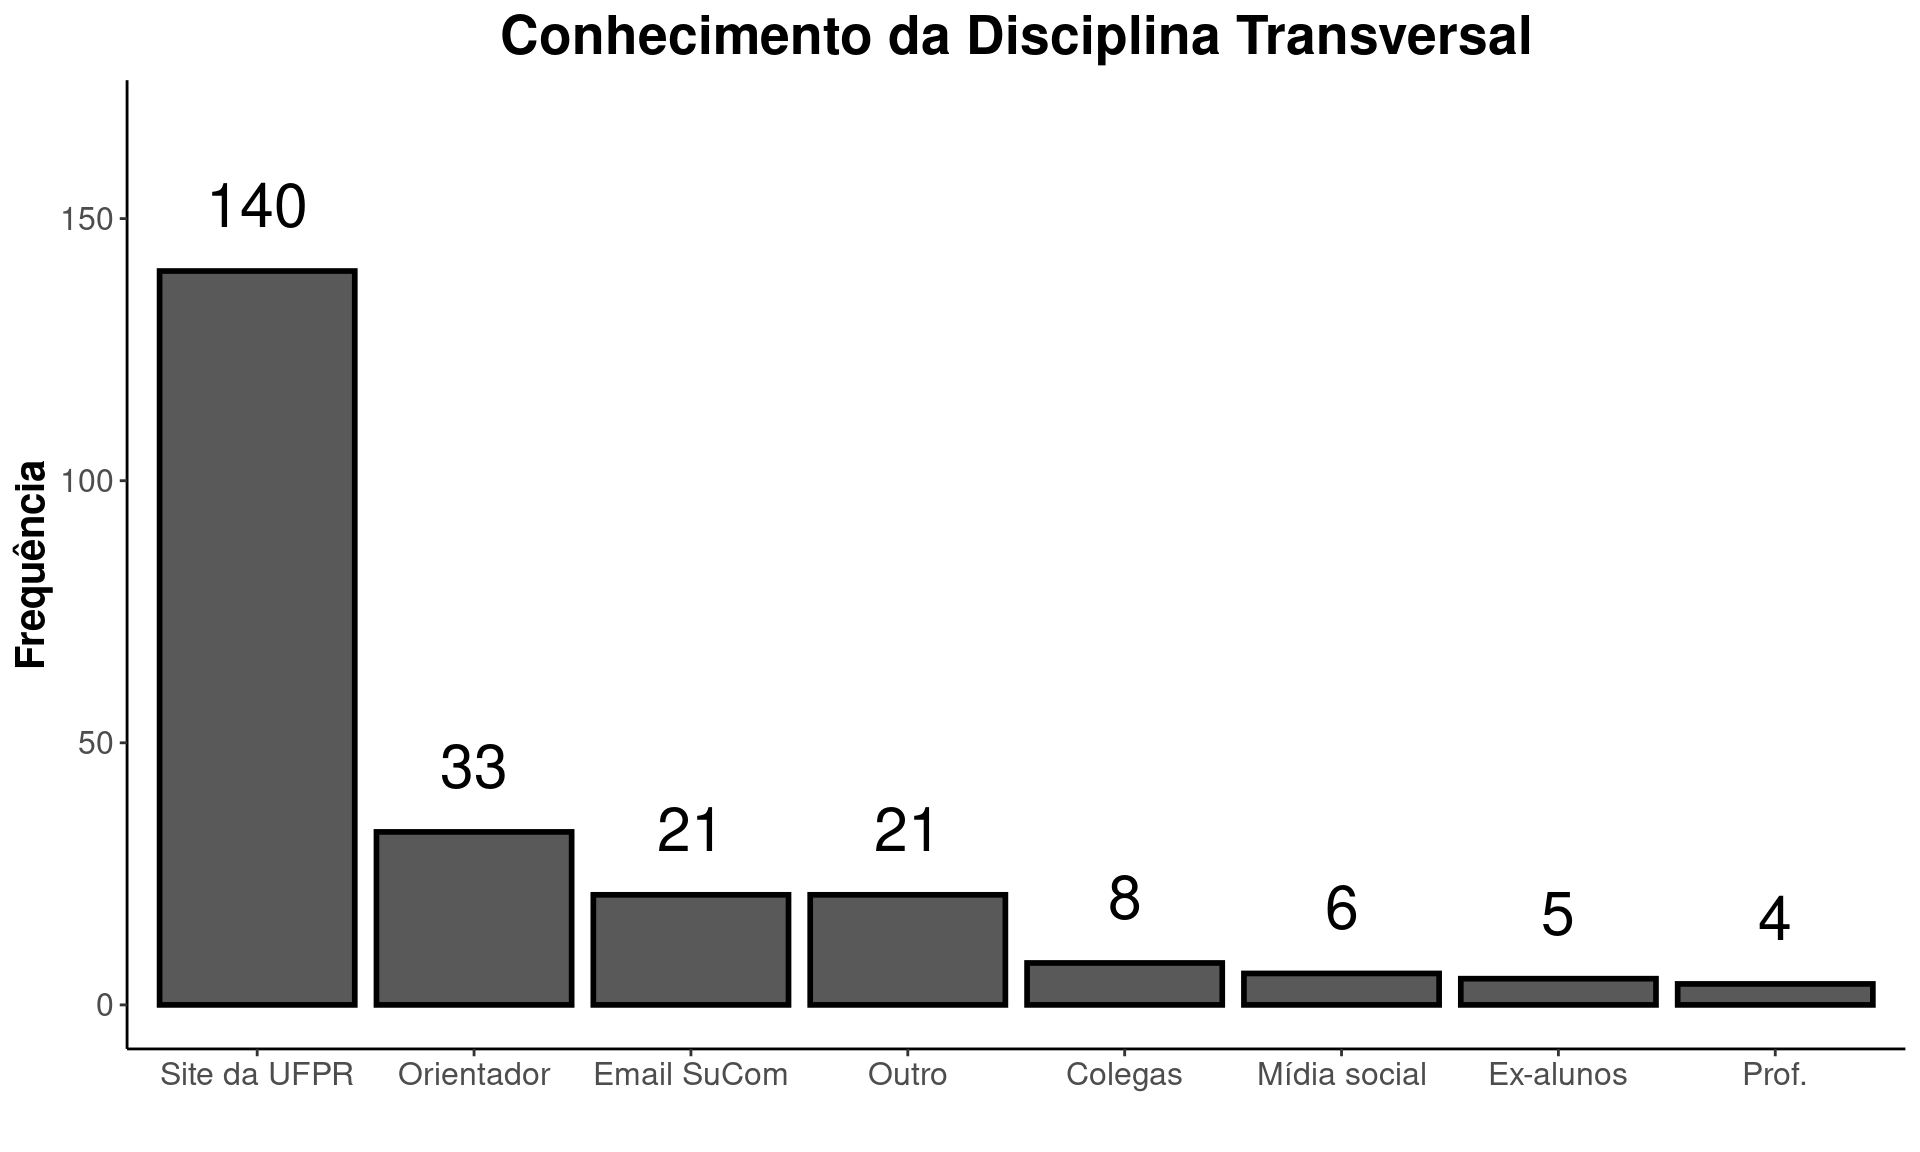 Conhecimento da Disciplina Transversal
Frequência
150
100
50
0
140
33
21
21
8
6
5
4
Site da UFPR
Orientador
Email SuCom
Outro
Colegas
Mídia social
Ex-alunos
Prof.